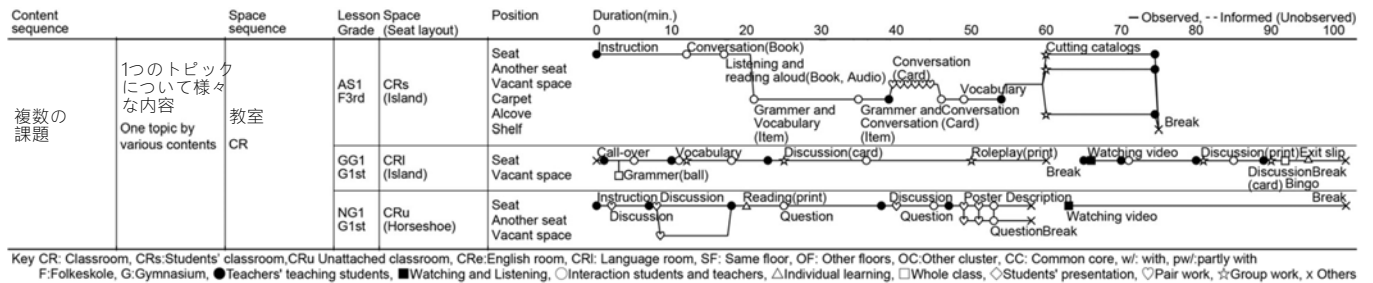 Content sequence
Space sequence
Lesson Grade
Space (Seat layout)
Position
Duration(min.)
0 10 20 30 40 50 60 70 80 90 100
— Observed, - - Informed (Unobserved)
複数の
課題
1つのトピック
について様々
な内容
One topic by
various contents
教室
CR
AS1
F3rd
CRs
(Island)
Seat
Another seat
Vacant space
Carpet
Alcove
Shelf
Instruction
Conversation(Book)
Listening and
reading aloud(Book, Audio)
Grammer and
Vocabulary
(Item)
Conversation
(Card)
Grammer and
Conversation (Card)
(Item)
Vocabulary
Conversation
Cutting catalogs
Break
GG1
G1st
CRl
(Island)
Seat
Vacant space
Call-over
Grammer(ball)
Vocabulary
Discussion(card)
Roleplay(print)
Break
Watching video
Discussion(print)
Exit slip
Discussion
(card)
Bingo
Break
NG1
G1st
CRu
(Horseshoe)
Seat
Another seat
Vacant space
Instruction
Discussion
Discussion
Reading(print)
Question
Discussion
Question
Poster Description
Question
Break
Watching video
Break
Key CR: Classroom, CRs:Students' classroom,CRu Unattached classroom, CRe:English room, CRl: Language room, SF: Same floor, OF: Other floors, OC:Other cluster, CC: Common core, w/: with, pw/:partly with
F:Folkeskole, G:Gymnasium, ●Teachers' teaching students, ■Watching and Listening, ○Interaction students and teachers, △Individual learning, □Whole class, ◇Students' presentation, ♡Pair work, ☆Group work, x Others